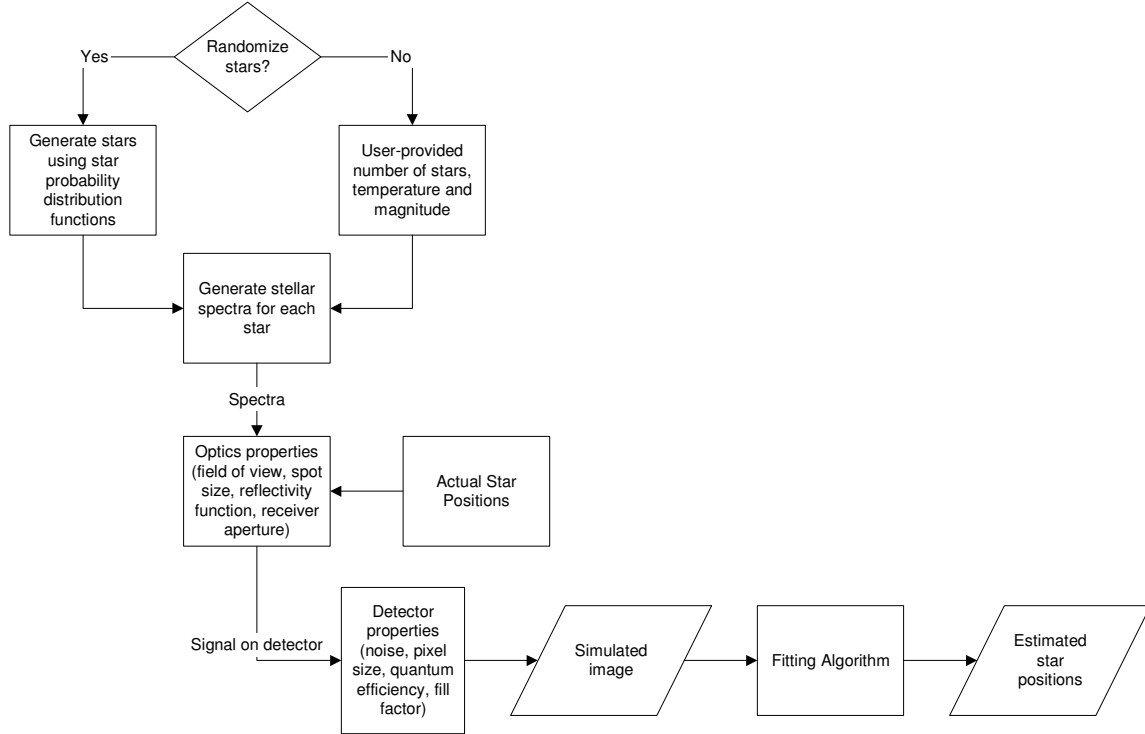 Randomize
stars?
Yes
No
Generate stars
using star
probability
distribution
functions
User-provided
number of stars,
temperature and
magnitude
Generate stellar
spectra for each
star
Spectra
Optics properties
(field of view, spot
size, reflectivity
function, receiver
aperture)
Actual Star
Positions
Signal on detector
Detector
properties
(noise, pixel
size, quantum
efficiency, fill
factor)
Simulated
image
Fitting Algorithm
Estimated
star
positions